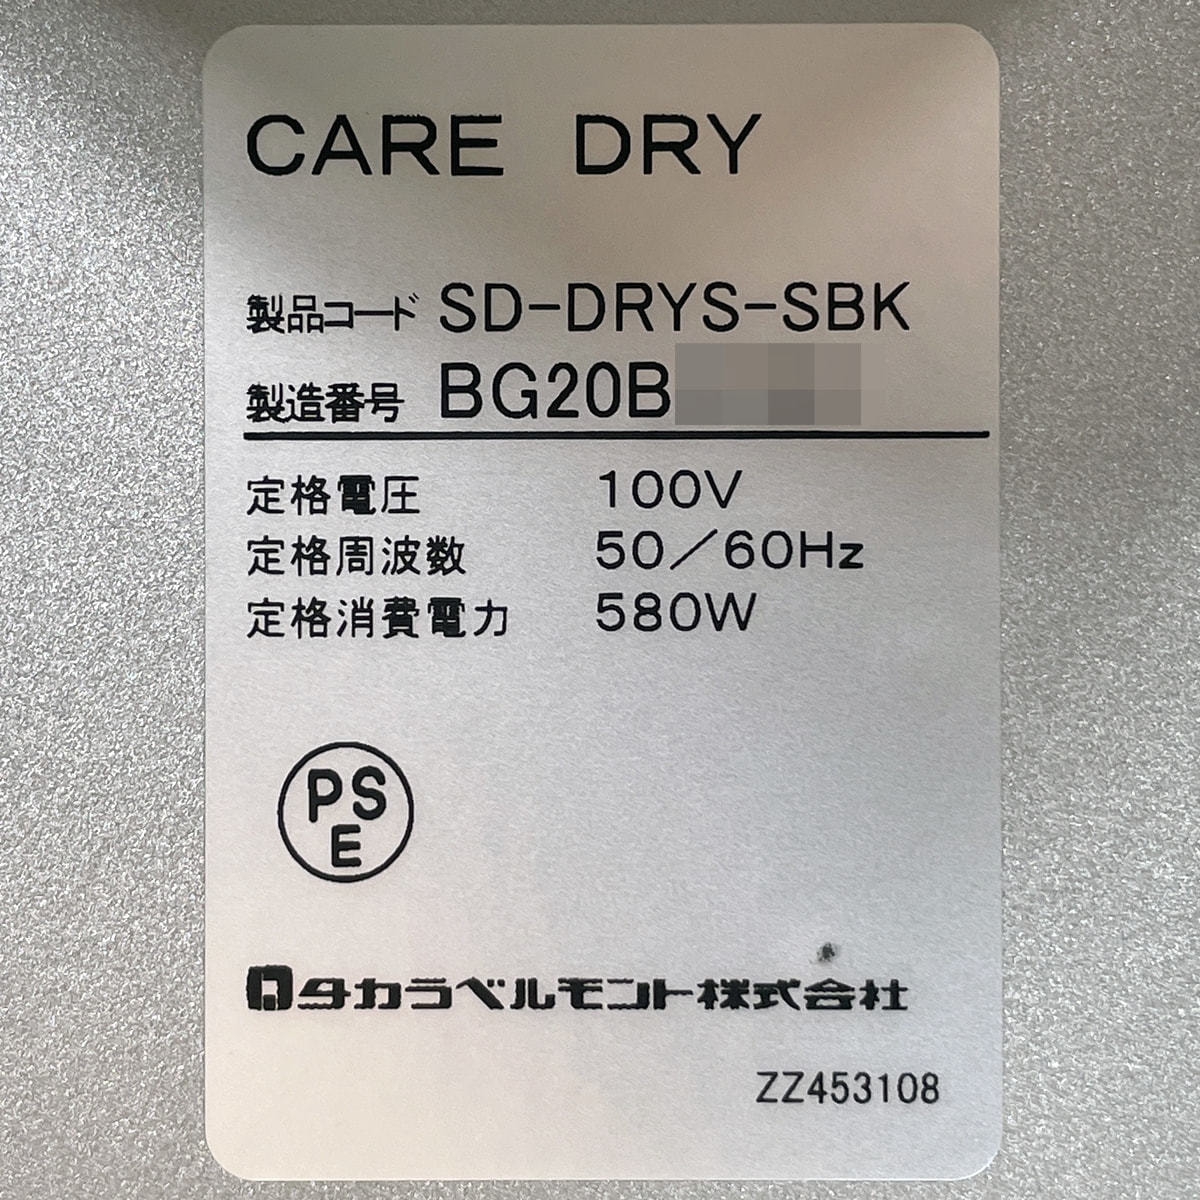 CARE DRY
製品コード SD-DRYS-SBK
製造番号 BG20B
定格電圧 100V
定格周波数 50/60Hz
定格消費電力 580W
PS
E
タカラベルモント株式会社
ZZ453108